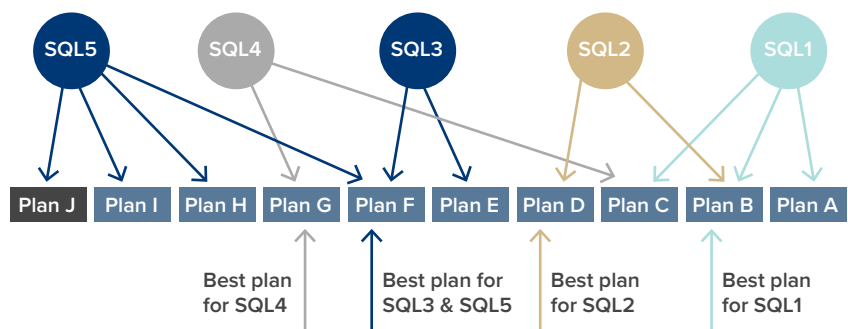 SQL5 SQL4 SQL3 SQL2 SQL1
Plan J Plan I Plan H Plan G Plan F Plan E Plan D Plan C Plan B Plan A
Best plan
for SQL4
Best plan for
SQL3 & SQL5
Best plan
for SQL2
Best plan
for SQL1